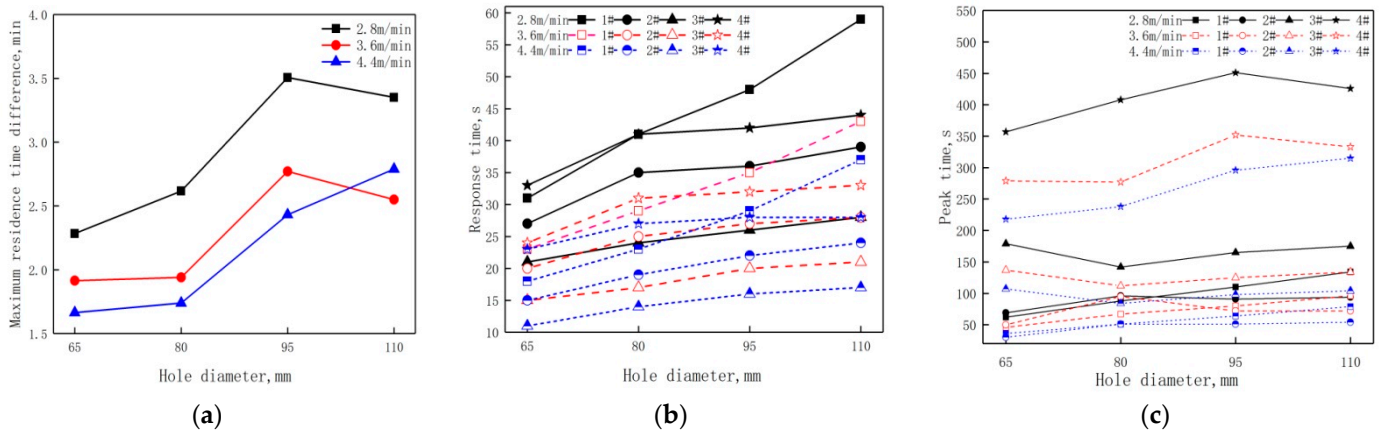 2.8m/min
3.6m/min
4.4m/min
Maximum residence time difference, min
4.0
3.5
3.0
2.5
2.0
1.5
65 80 95 110
Hole diameter,mm
(a)
2.8m/min 1# 2# 3# 4#
3.6m/min 1# 2# 3# 4#
4.4m/min 1# 2# 3# 4#
Response time,s
60
55
50
45
40
35
30
25
20
15
10
65 80 95 110
Hole diameter,mm
(b)
2.8m/min 1# 2# 3# 4#
3.6m/min 1# 2# 3# 4#
4.4m/min 1# 2# 3# 4#
Peak time,s
550
500
450
400
350
300
250
200
150
100
50
65 80 95 110
Hole diameter,mm
(c)